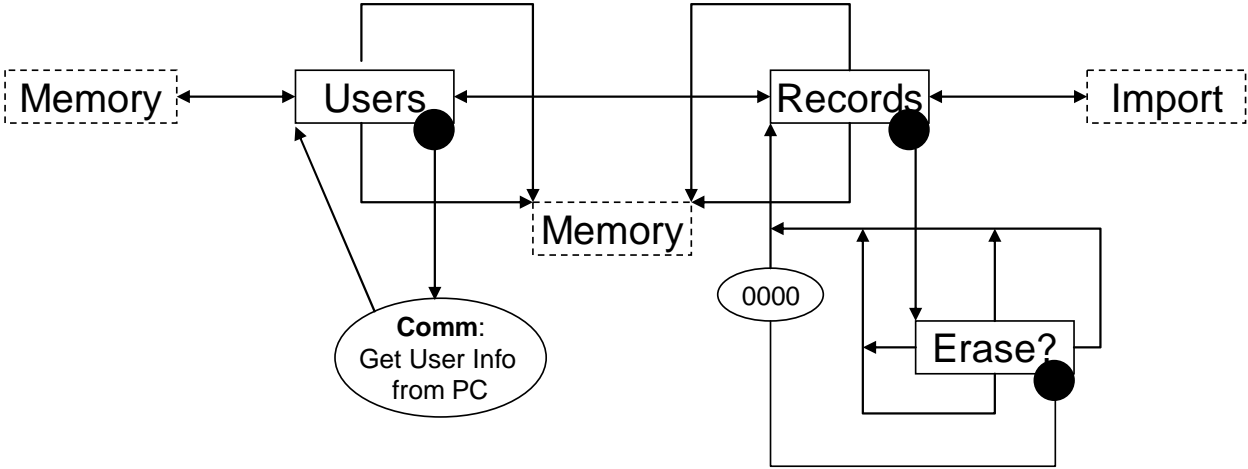 Memory
Users
Records
Import
Memory
0000
Comm:
Get User Info
from PC
Erase?